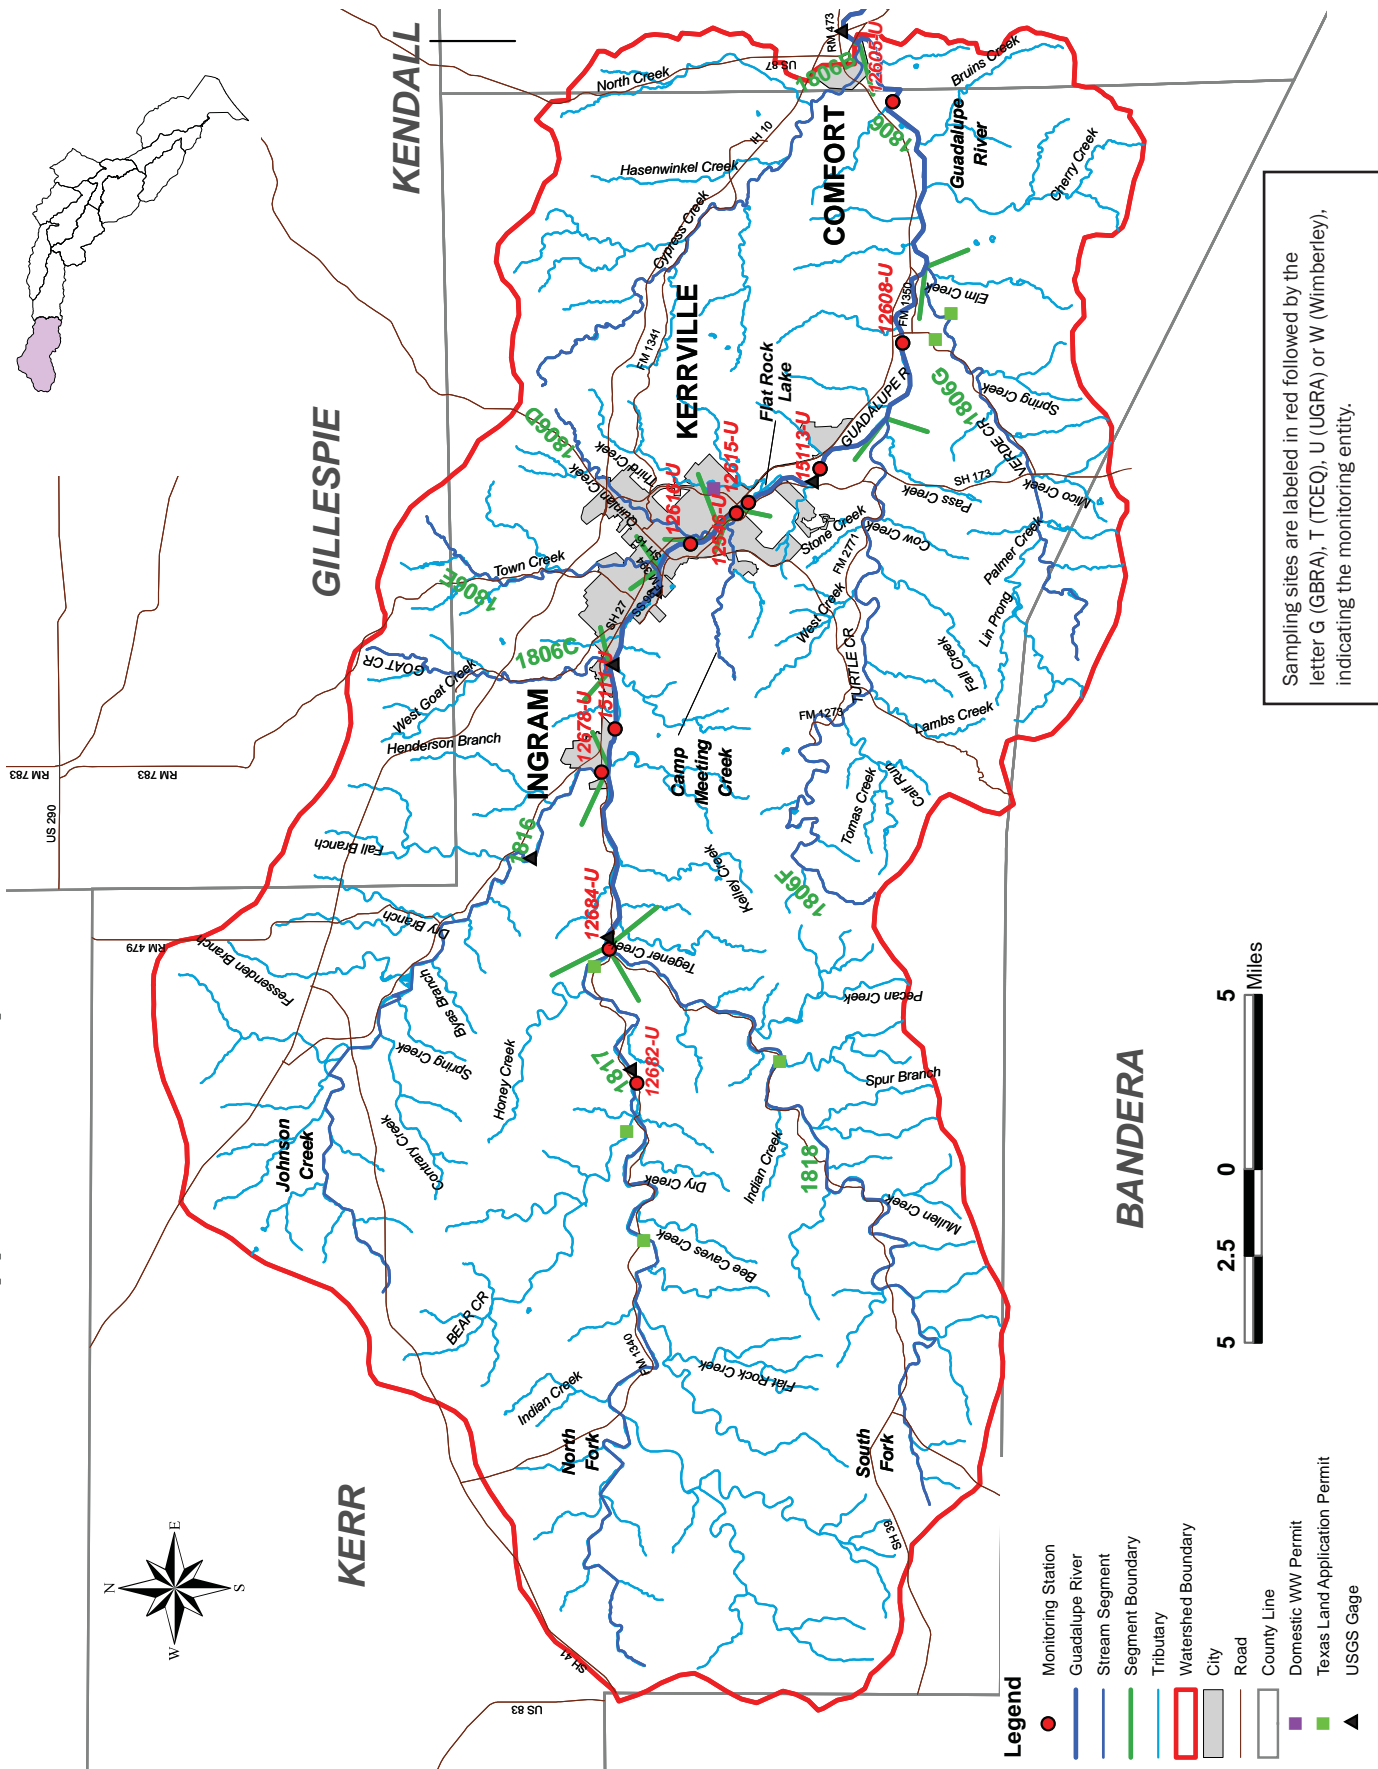 KERR
GILLESPIE
KENDALL
BANDERA
INGRAM
KERRVILLE
COMFORT
N
E
S
W
US 83
SH 41
US 290
RM 783
RM 783
RM 479
Fessenden Branch
Dry Branch
Fall Branch
Byas Branch
Spring Creek
Contrary Creek
Johnson
Creek
Honey Creek
BEAR CR
Indian Creek
North
Fork
FM 1340
Flat Rock Creek
Bee Caves Creek
Dry Creek
Indian Creek
South
Fork
SH 39
Mullen Creek
Spur Branch
Pecan Creek
Tegener Creek
Kelley Creek
Henderson Branch
West Goat Creek
GOAT CR
Town Creek
Quinlan Creek
Third Creek
SH 16
SH 27
Camp
Meeting
Creek
Flat Rock
Lake
Tomas Creek
Calf Run
FM 4273
TURTLE CR
Lambs Creek
Fall Creek
Lin Prong
Palmer Creek
West Creek
FM 2771
Stone Creek
Cow Creek
Pass Creek
SH 173
Mico Creek
VERDE CR
Spring Creek
GUADALUPE R
FM 1350
Elm Creek
FM 1341
Cypress Creek
Hasenwinkel Creek
IH 10
North Creek
US 87
RM 473
Bruins Creek
Guadalupe
River
Cherry Creek
1816
1817
1818
1806
1806B
1806C
1806D
1806E
1806F
1806G
12682-U
12684-U
12678-U
15111-U
12616-U
12546-U
12615-U
15113-U
12608-U
12605-U
Legend
Monitoring Station
Guadalupe River
Stream Segment
Segment Boundary
Tributary
Watershed Boundary
City
Road
County Line
Domestic WW Permit
Texas Land Application Permit
USGS Gage
5
2.5
0
5
Miles
Sampling sites are labeled in red followed by the
letter G (GBRA), T (TCEQ), U (UGRA) or W (Wimberley),
indicating the monitoring entity.